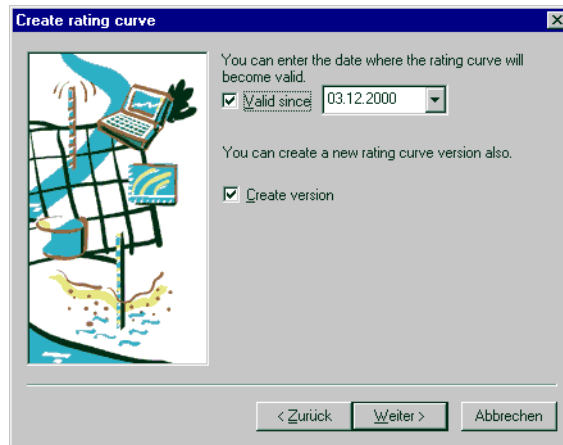 Create rating curve
You can enter the date where the rating curve will
become valid.
Valid since 03.12.2000
You can create a new rating curve version also.
Create version
< Zurück Weiter > Abbrechen